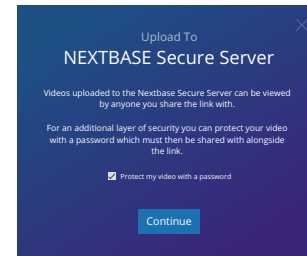 Upload To
NEXTBASE Secure Server
Videos uploaded to the Nextbase Secure Server can be viewed
by anyone you share the link with.
For an additional layer of security you can protect your video
with a password which must then be shared with alongside
the link.
Protect my video with a password
Continue